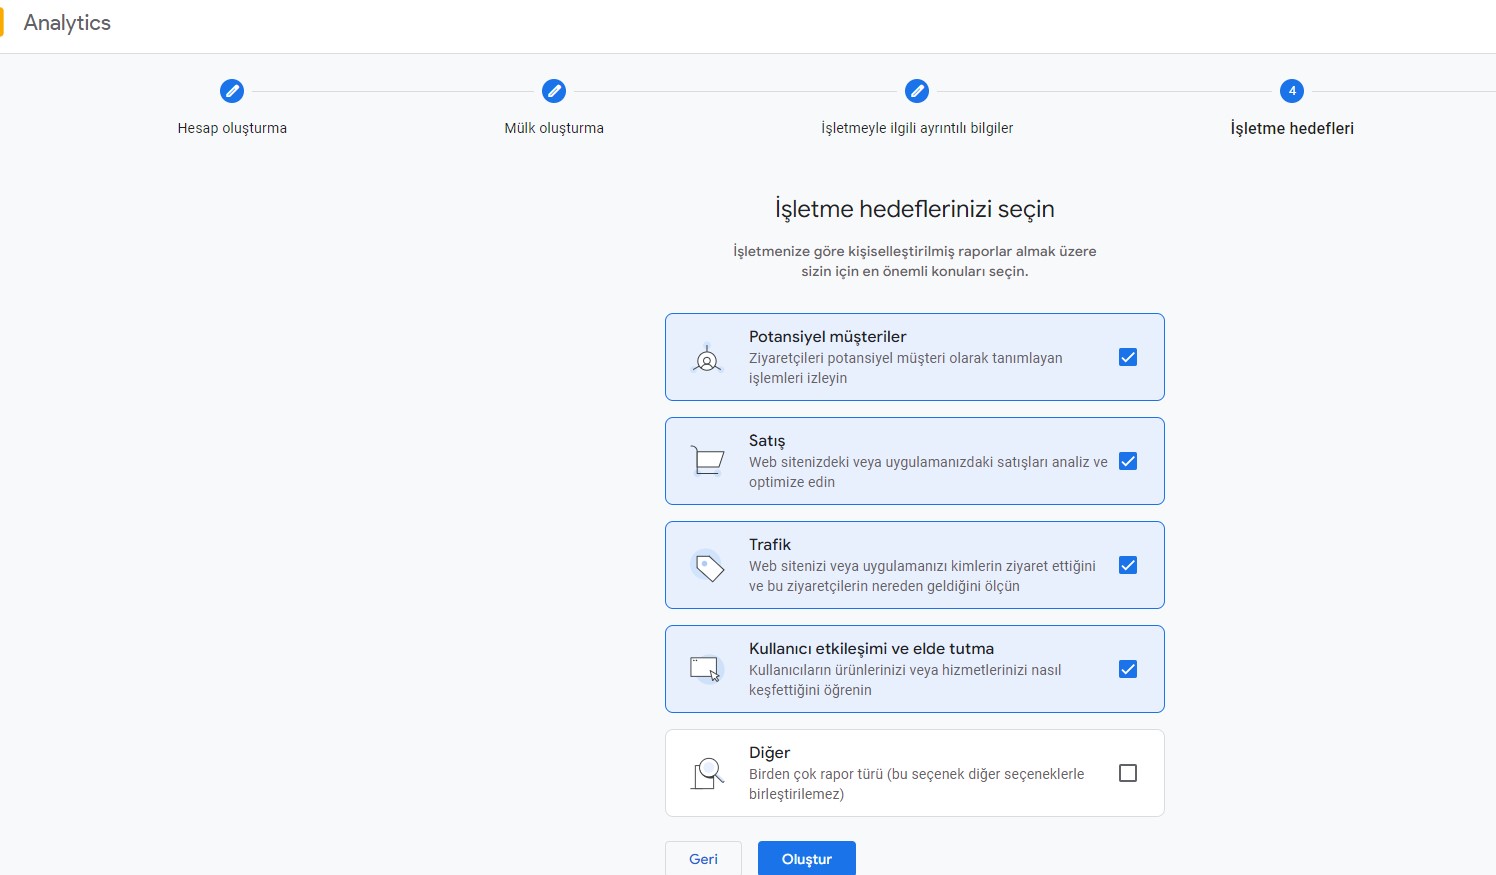 Analytics
Hesap oluşturma
Mülk oluşturma
İşletmeyle ilgili ayrıntılı bilgiler
4
İşletme hedefleri
İşletme hedeflerinizi seçin
İşletmenize göre kişiselleştirilmiş raporlar almak üzere
sizin için en önemli konuları seçin.
Potansiyel müşteriler
Ziyaretçileri potansiyel müşteri olarak tanımlayan
işlemleri izleyin
Satış
Web sitenizdeki veya uygulamanızdaki satışları analiz ve
optimize edin
Trafik
Web sitenizi veya uygulamanızı kimlerin ziyaret ettiğini
ve bu ziyaretçilerin nereden geldiğini ölçün
Kullanıcı etkileşimi ve elde tutma
Kullanıcıların ürünlerinizi veya hizmetlerinizi nasıl
keşfettiğini öğrenin
Diğer
Birden çok rapor türü (bu seçenek diğer seçeneklerle
birleştirilemez)
Geri
Oluştur